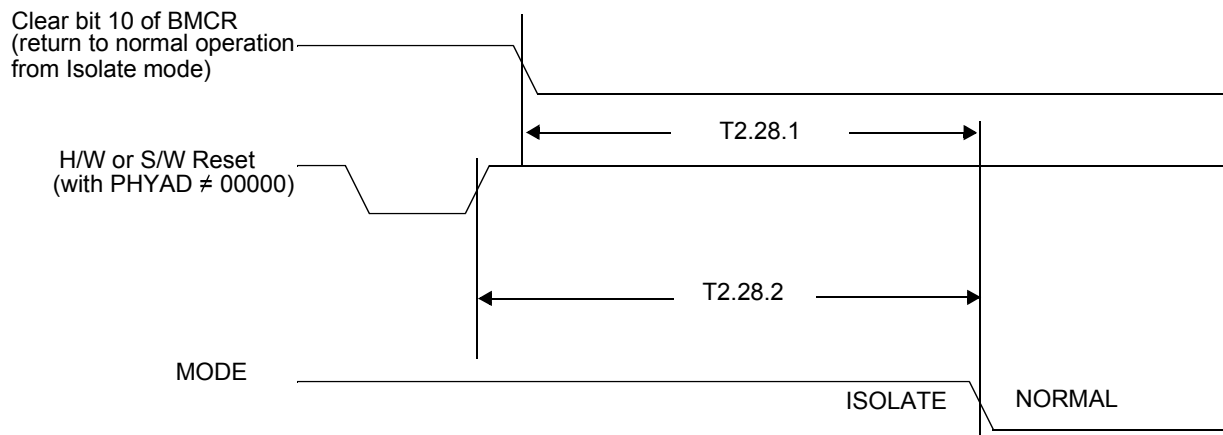 Clear bit 10 of BMCR
(return to normal operation
from Isolate mode)
T2.28.1
H/W or S/W Reset
(with PHYAD ≠ 00000)
T2.28.2
MODE
ISOLATE
NORMAL